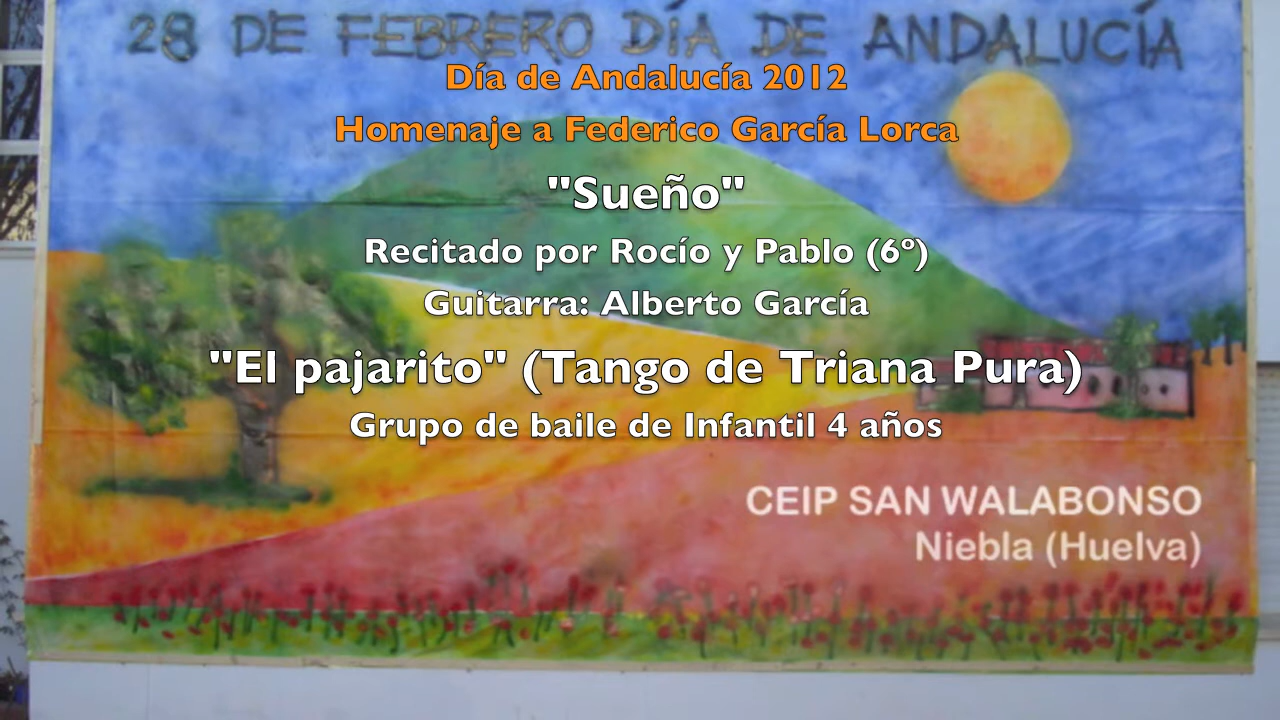 28 DE FEBRERO DÍA DE ANDALUCÍA
Día de Andalucía 2012
Homenaje a Federico García Lorca
"Sueño"
Recitado por Rocío y Pablo (6º)
Guitarra: Alberto García
"El pajarito" (Tango de Triana Pura)
Grupo de baile de Infantil 4 años
CEIP SAN WALABONSO
Niebla (Huelva)